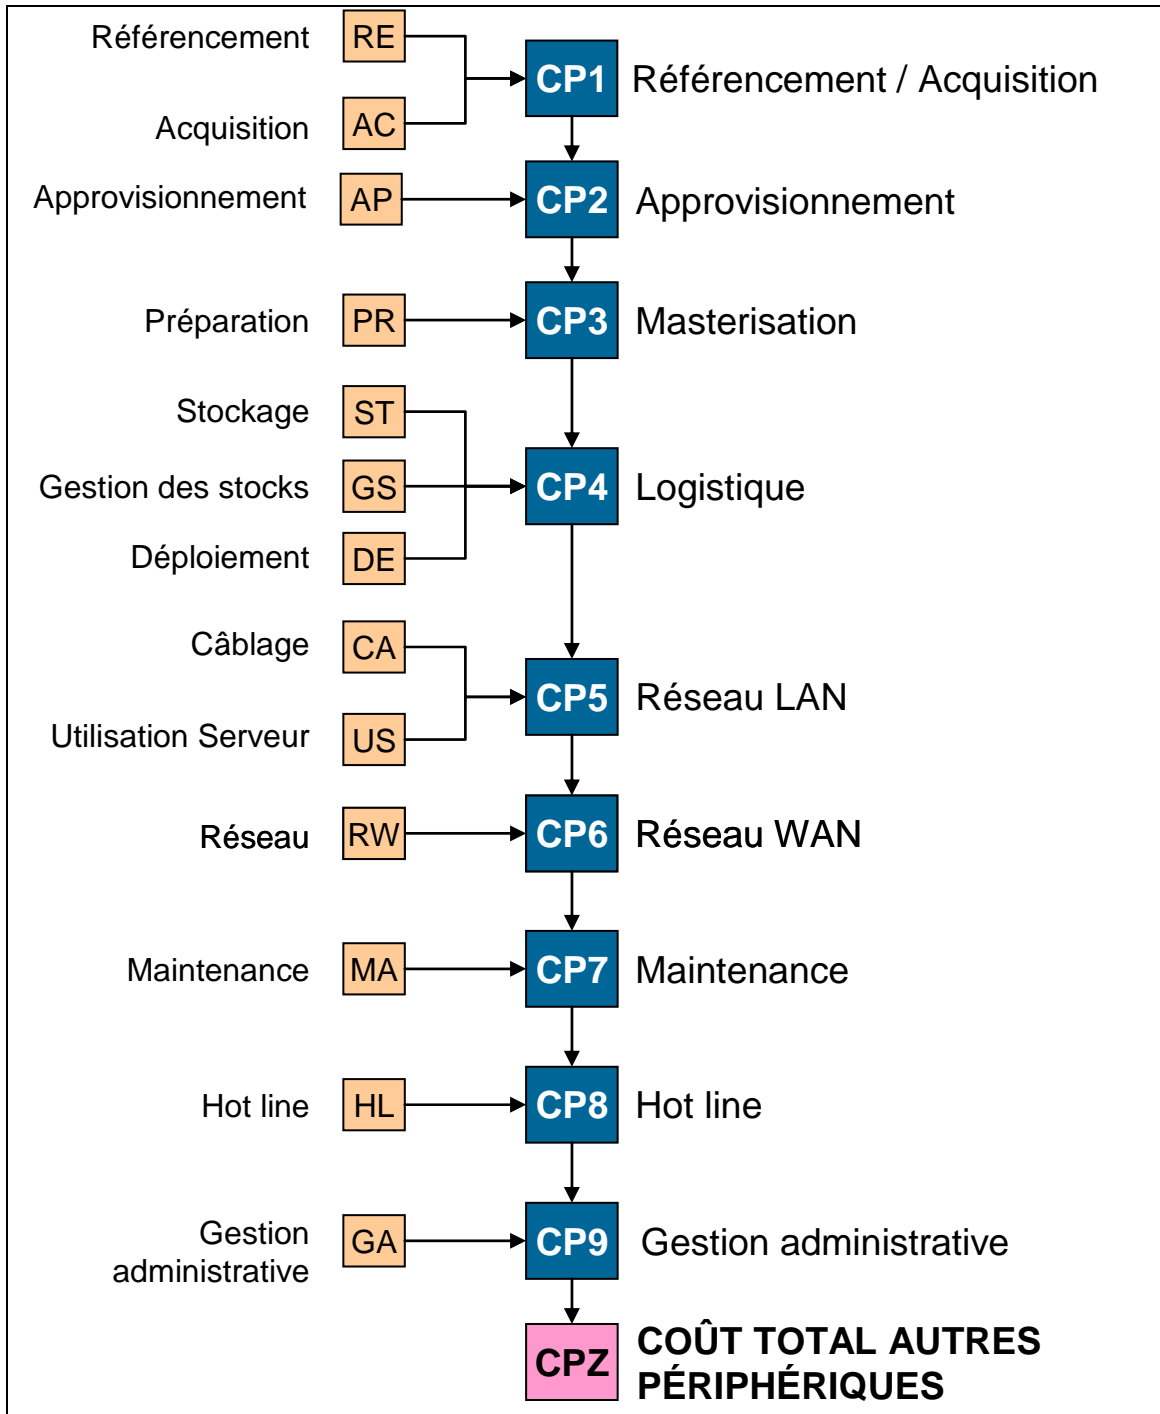 Référencement RE
CP1 Référencement / Acquisition
Acquisition AC
Approvisionnement AP CP2 Approvisionnement
Préparation PR CP3 Masterisation
Stockage ST
Gestion des stocks GS CP4 Logistique
Déploiement DE
Câblage CA
CP5 Réseau LAN
Utilisation Serveur US
Réseau RW CP6 Réseau WAN
Maintenance MA CP7 Maintenance
Hot line HL CP8 Hot line
Gestion
administrative GA CP9 Gestion administrative
CPZ COÛT TOTAL AUTRES
PÉRIPHÉRIQUES